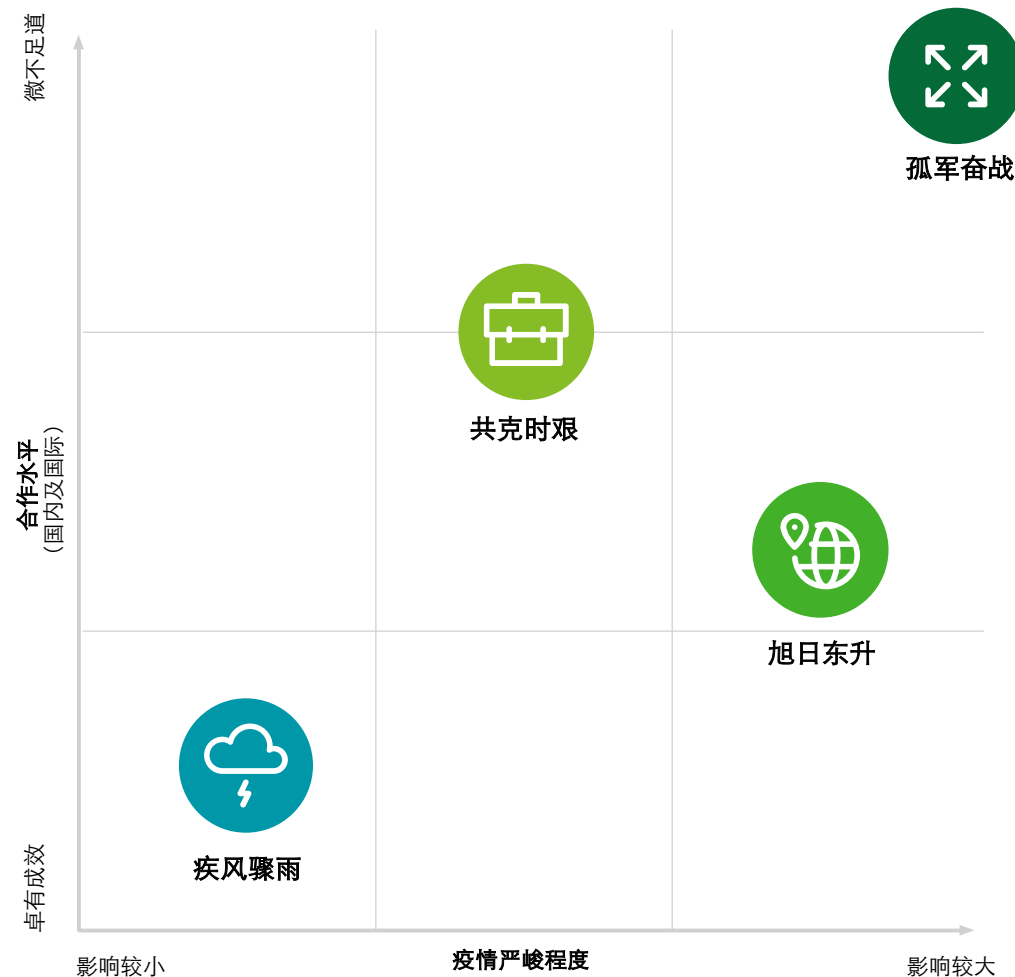 微不足道
孤军奋战
共克时艰
合作水平
（国内及国际）
旭日东升
疾风骤雨
卓有成效
影响较小
疫情严峻程度
影响较大